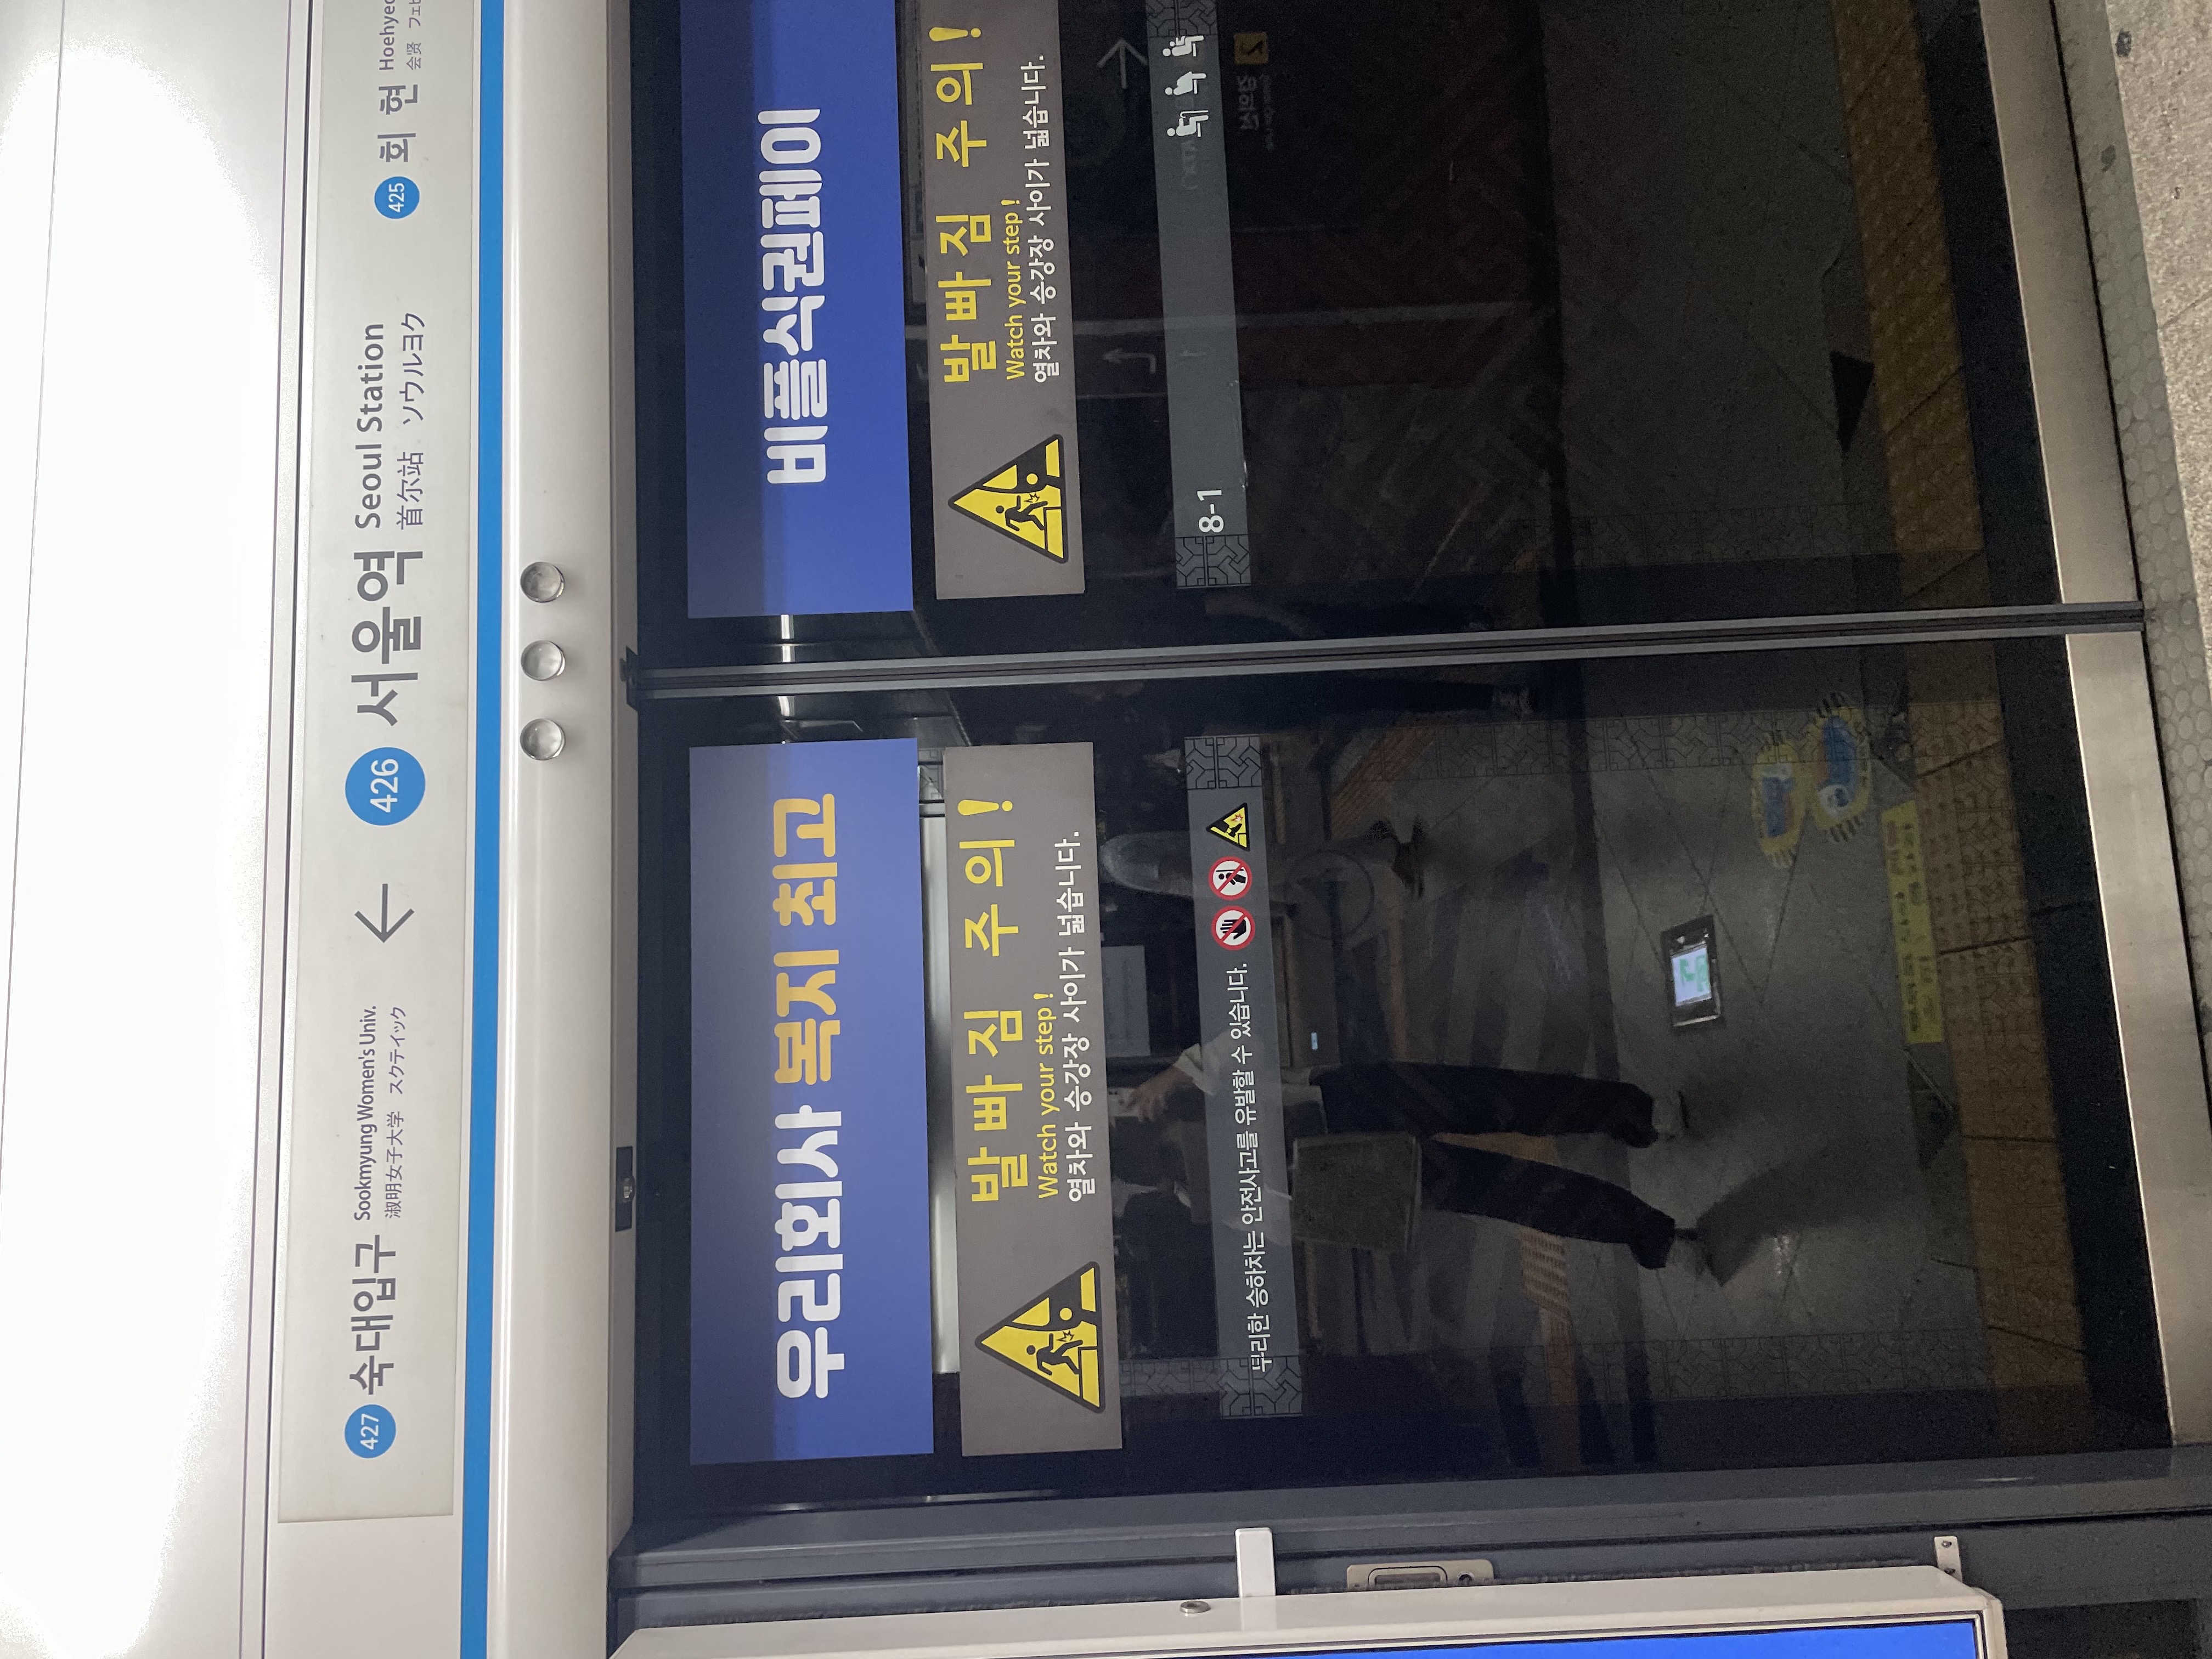 427 숙대입구 Sookmyung Women's Univ.
淑明女子大学 スクテイック
426 서울역 Seoul Station
首尔站 ソウルヨク
425 회현
会贤
우리회사 복지 최고
비플식권페이
발빠짐 주의!
Watch your step!
열차와 승강장 사이가 넓습니다.
발빠짐 주의!
Watch your step!
열차와 승강장 사이가 넓습니다.
무리한 승하차는 안전사고를 유발할 수 있습니다.
8-1